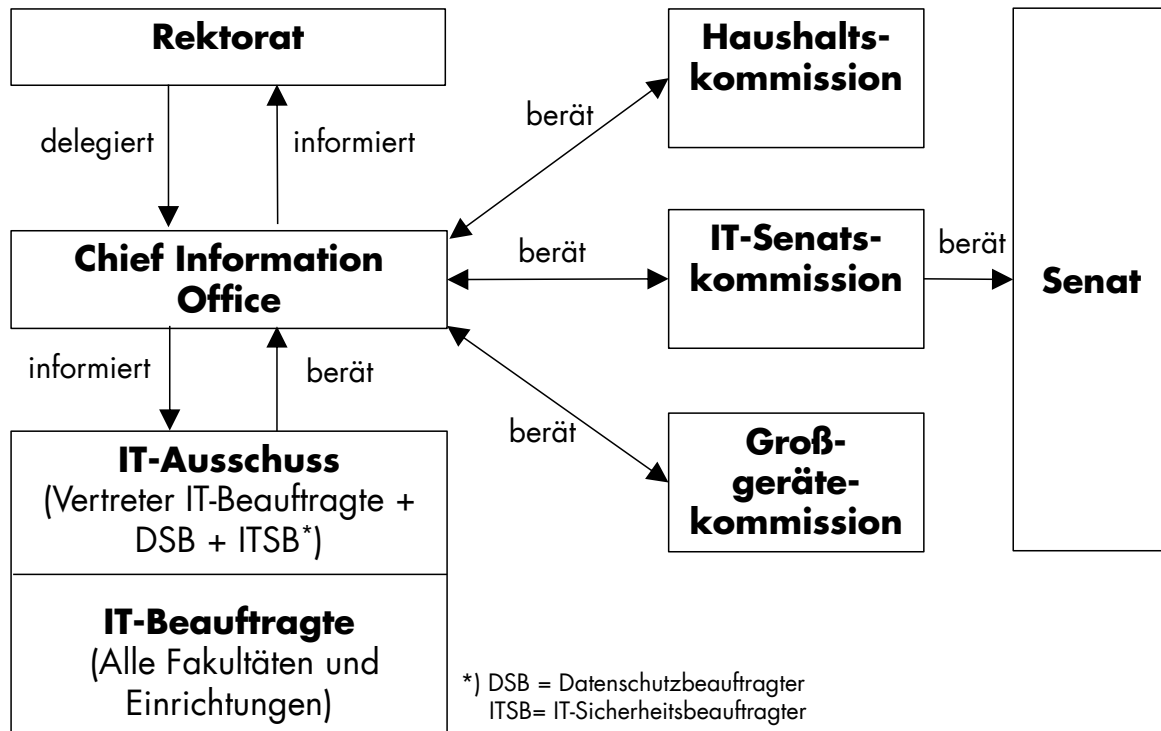 Rektorat
delegiert
informiert
Chief Information
Office
informiert
berät
IT-Ausschuss
(Vertreter IT-Beauftragte +
DSB + ITSB*)
IT-Beauftragte
(Alle Fakultäten und
Einrichtungen)
berät
berät
berät
Haushalts-
kommission
IT-Senats-
kommission
Groß-
geräte-
kommission
berät
Senat
*) DSB = Datenschutzbeauftragter
ITSB= IT-Sicherheitsbeauftragter